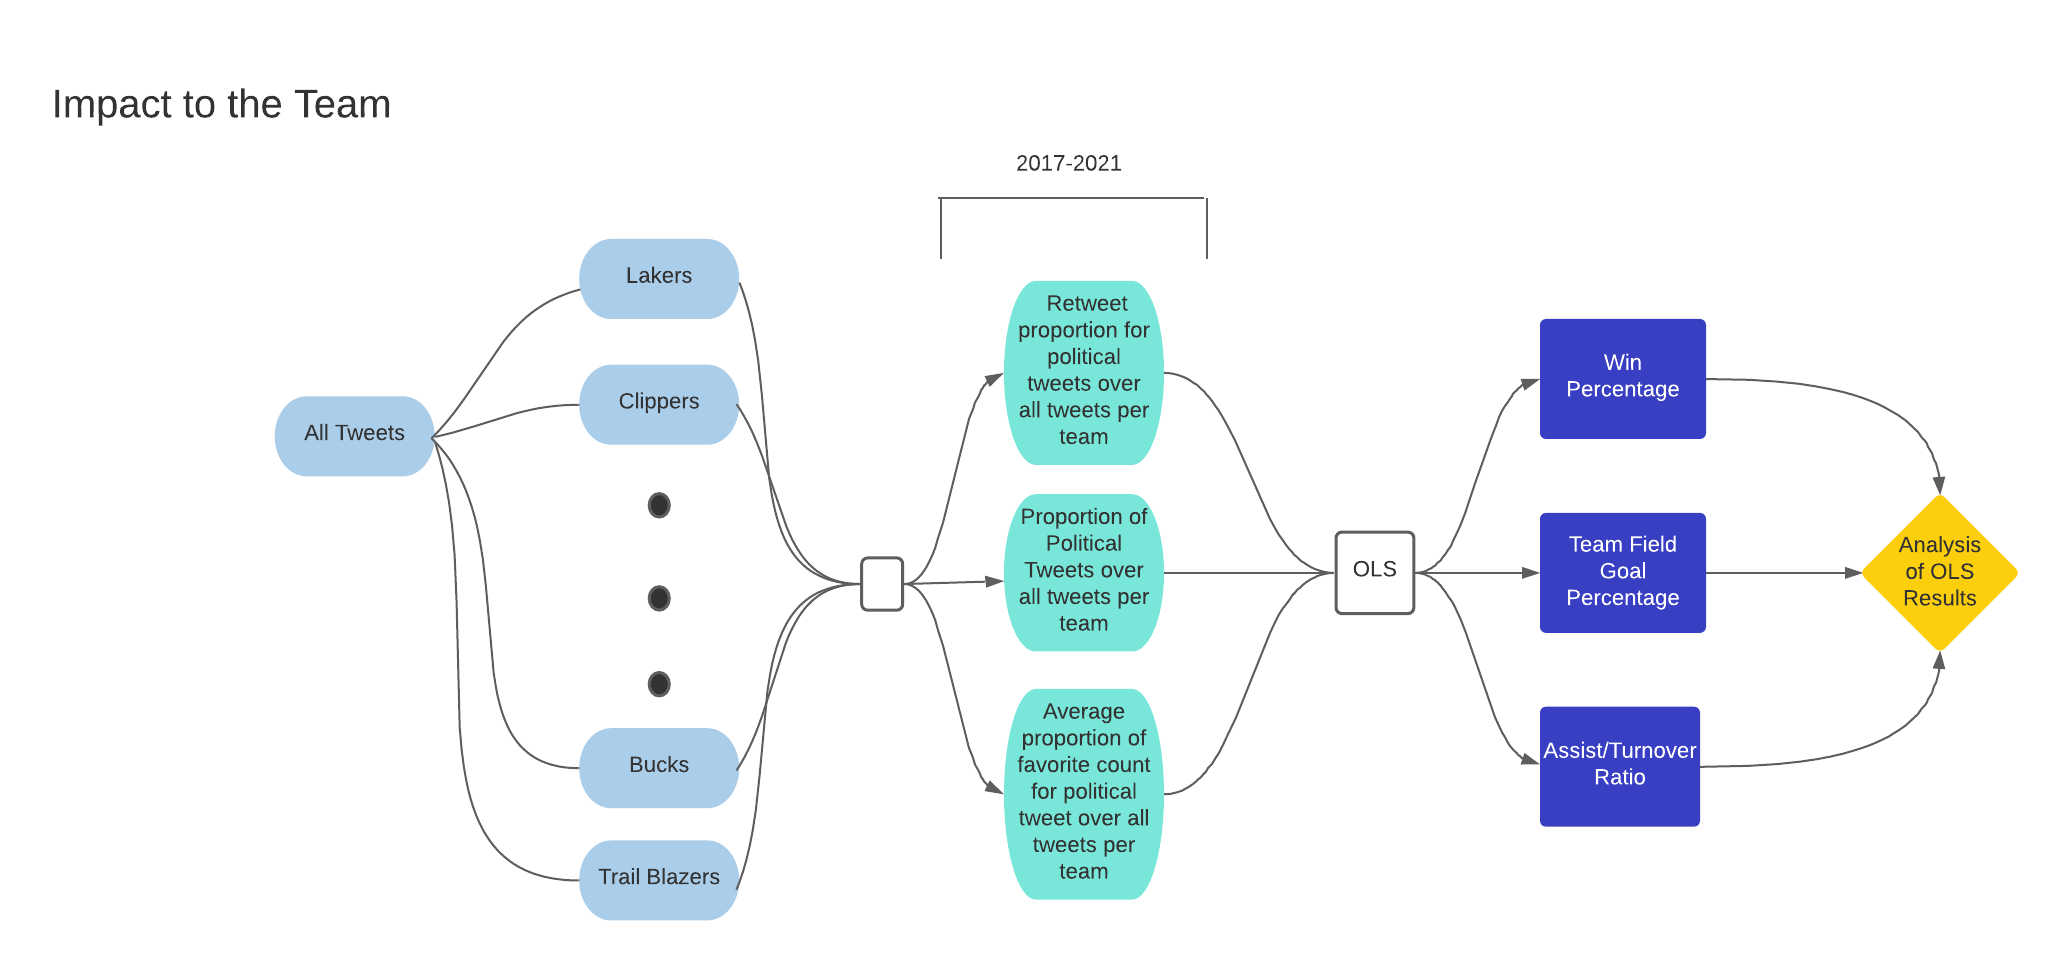 Impact to the Team
2017-2021
All Tweets
Lakers
Clippers
Bucks
Trail Blazers
Retweet
proportion for
political
tweets over
all tweets per
team
Proportion of
Political
Tweets over
all tweets per
team
Average
proportion of
favorite count
for political
tweet over all
tweets per
team
OLS
Win
Percentage
Team Field
Goal
Percentage
Assist/Turnover
Ratio
Analysis
of OLS
Results